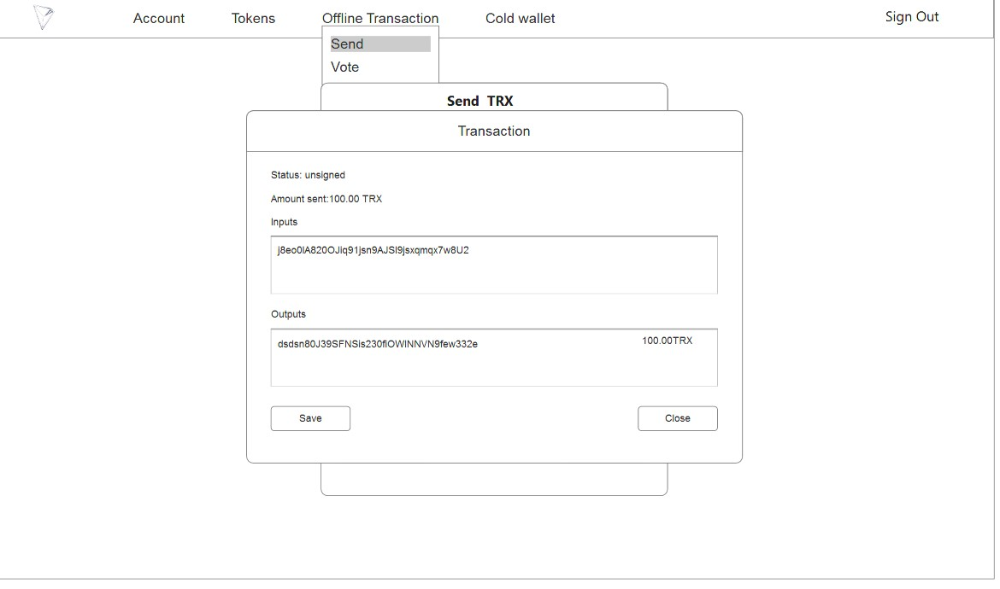 Account Tokens Offline Transaction Cold wallet Sign Out
Send
Vote
Send TRX
Transaction
Status: unsigned
Amount sent:100.00 TRX
Inputs
j8eo0IA820OJiq91jsn9AJSI9jsxqmqx7w8U2
Outputs
dsdsn80J39SFNSis230fiOWINNVN9few332e 100.00TRX
Save Close